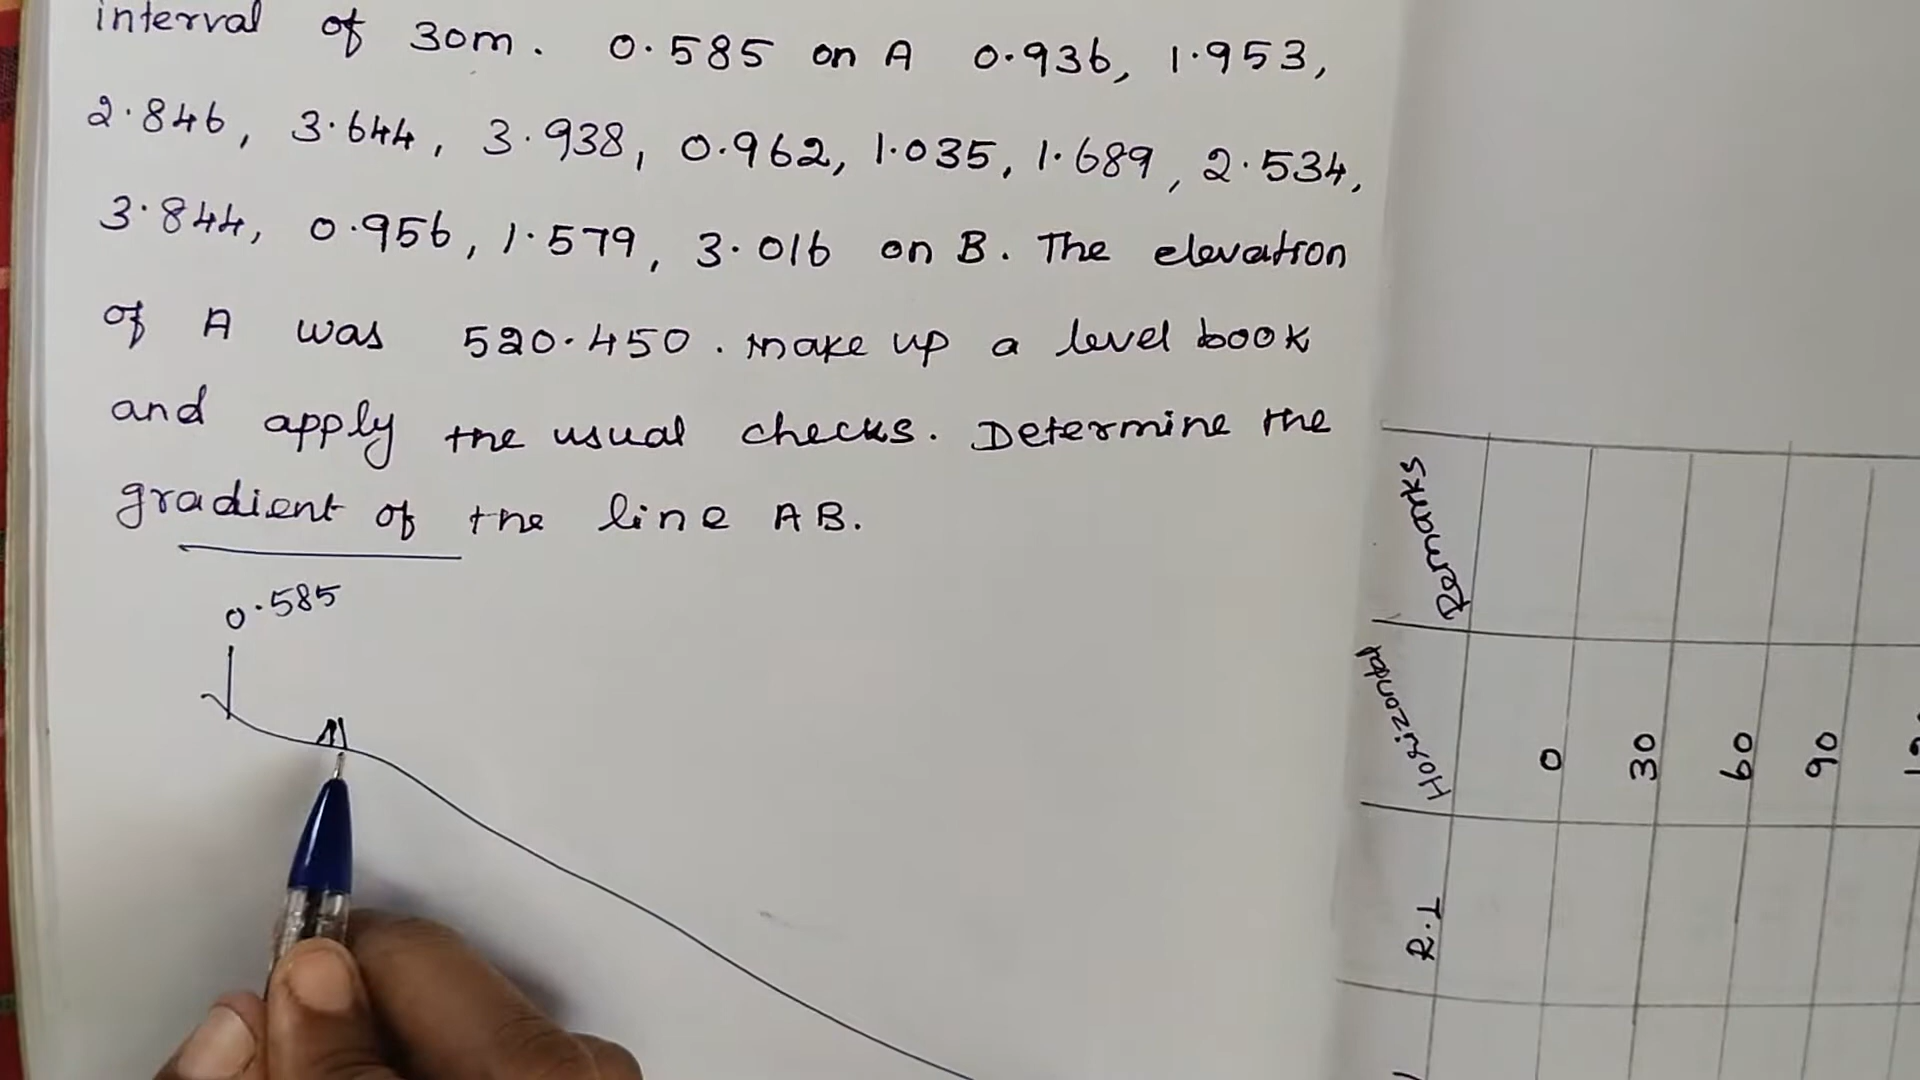 interval of 30m. 0.585 on A 0.936, 1.953,
2.846, 3.644, 3.938, 0.962, 1.035, 1.689, 2.534,
3.844, 0.956, 1.579, 3.016 on B. The elevation
of A was 520.450. make up a level book
and apply the usual checks. Determine the
gradient of the line AB.
0.585
Remarks
Horizontal
0
30
60
90
R.L